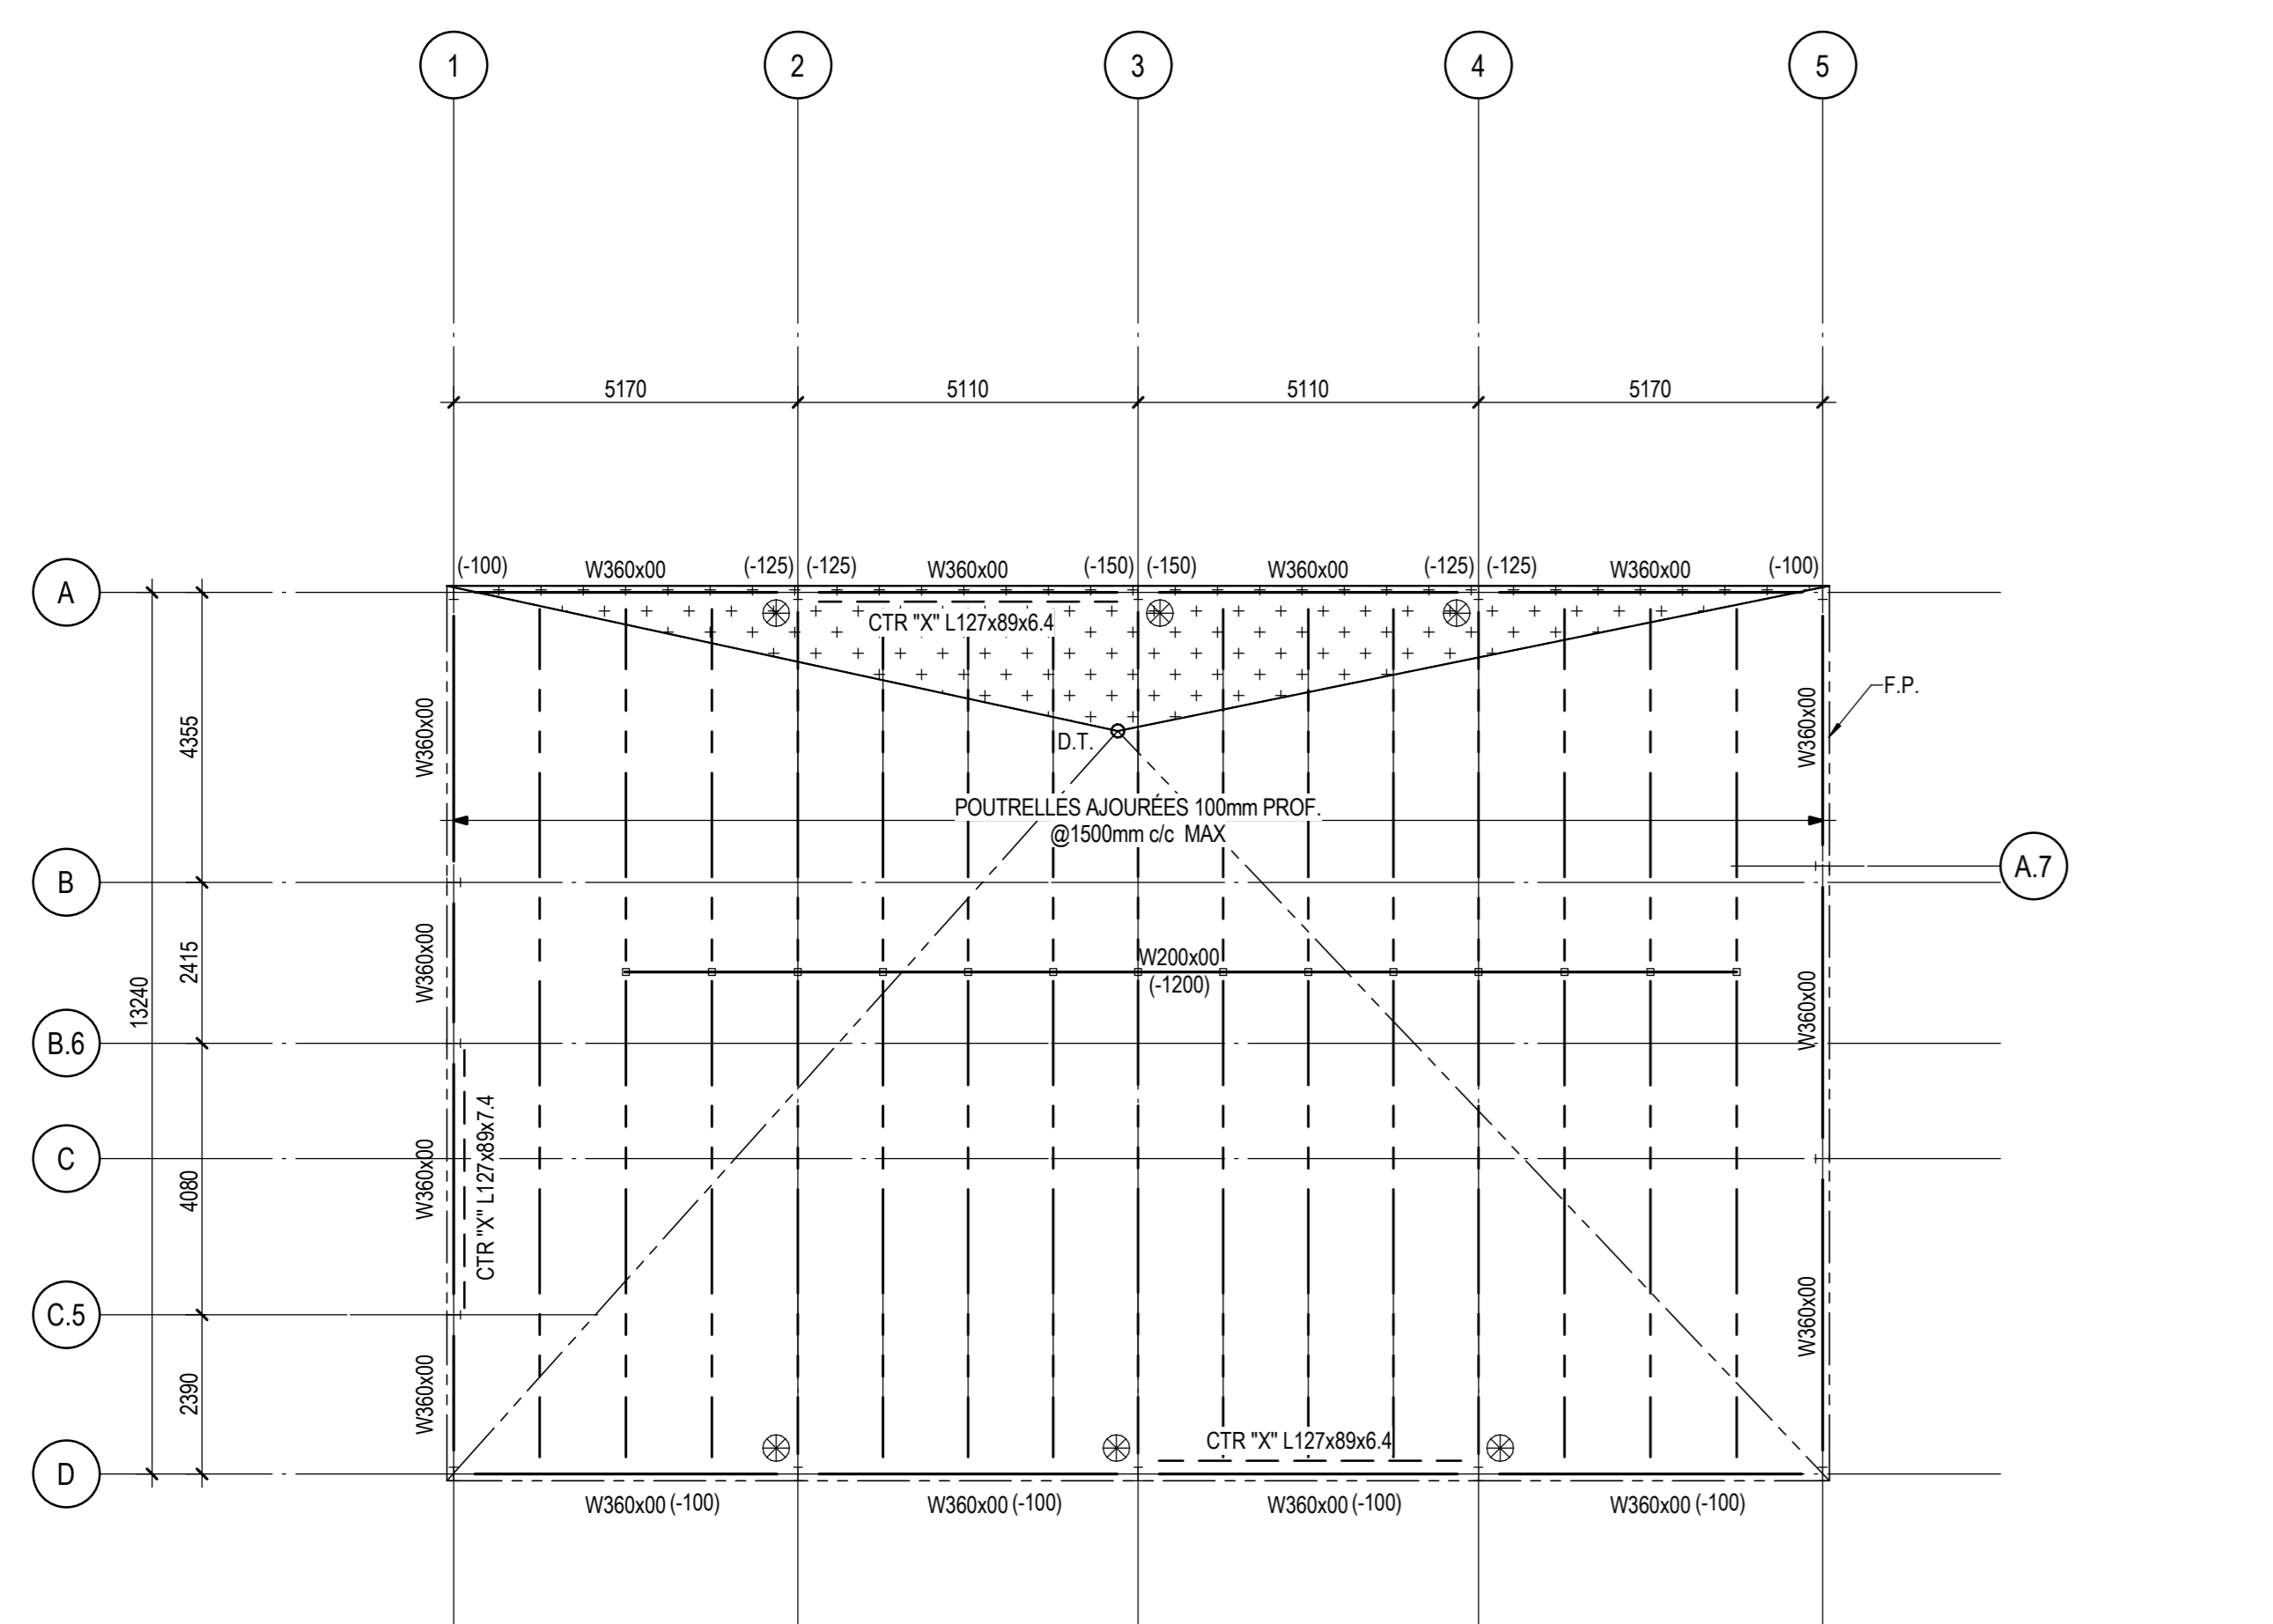 1
2
3
4
5
5170
5110
5110
5170
A
(-100)
W360x00
(-125)
(-125)
W360x00
(-150)
(-150)
W360x00
(-125)
(-125)
W360x00
(-100)
CTR "X" L127x89x6.4
4355
W360x00
D.T.
W360x00
F.P.
POUTRELLES AJOURÉES 100mm PROF.
@1500mm c/c MAX
B
A.7
13240
2415
W360x00
W200x00
(-1200)
W360x00
B.6
C
4080
W360x00
CTR "X" L127x89x7.4
C.5
W360x00
2390
W360x00
CTR "X" L127x89x6.4
D
W360x00 (-100)
W360x00 (-100)
W360x00 (-100)
W360x00 (-100)